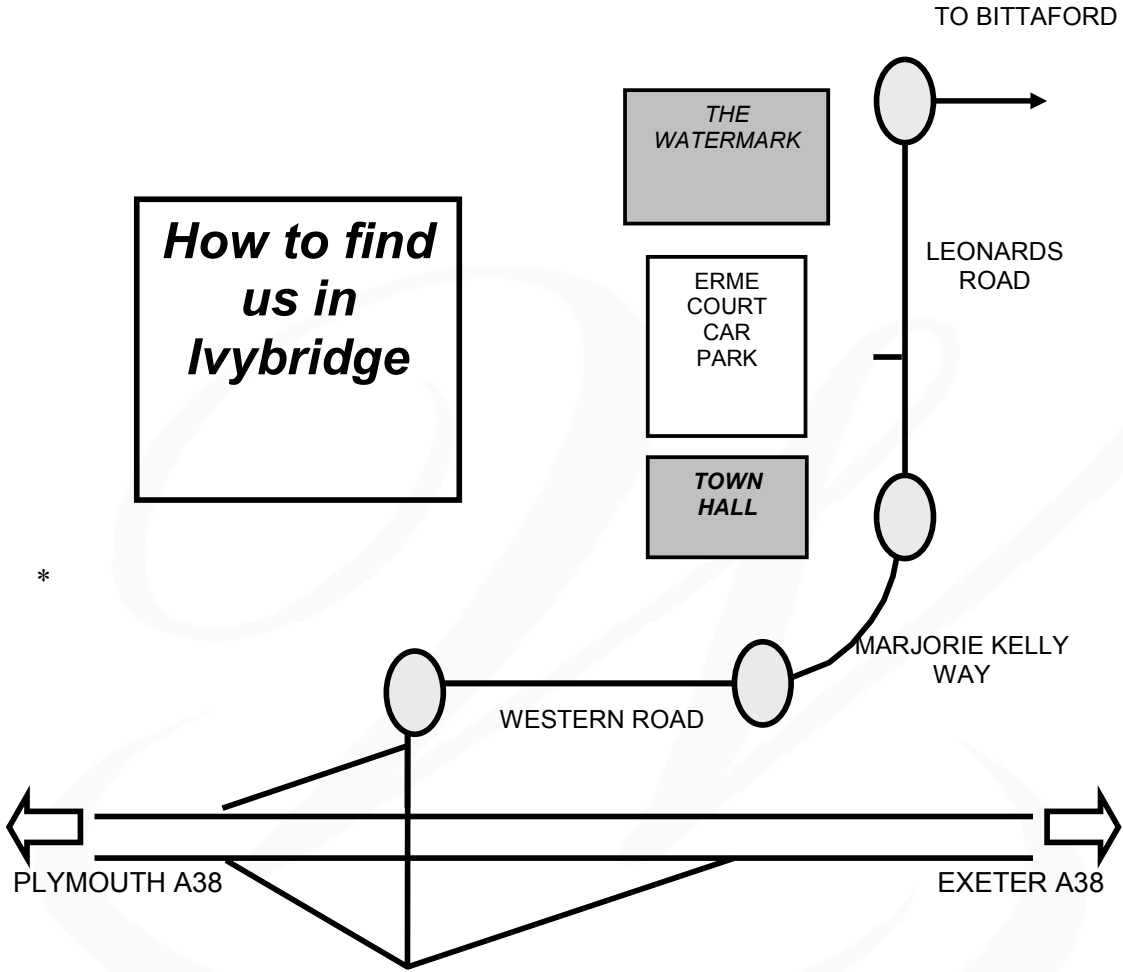 TO BITTAFORD
THE
WATERMARK
How to find
us in
Ivybridge
LEONARDS
ROAD
ERME
COURT
CAR
PARK
TOWN
HALL
*
MARJORIE KELLY
WAY
WESTERN ROAD
PLYMOUTH A38
EXETER A38